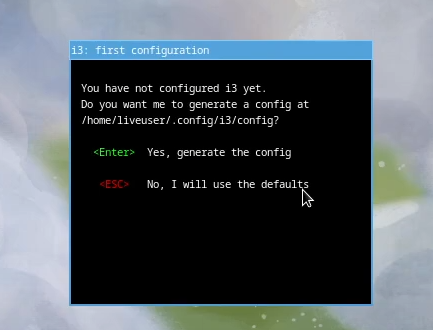 i3: first configuration
You have not configured i3 yet.
Do you want me to generate a config at
/home/liveuser/.config/i3/config?
<Enter> Yes, generate the config
<ESC> No, I will use the defaults